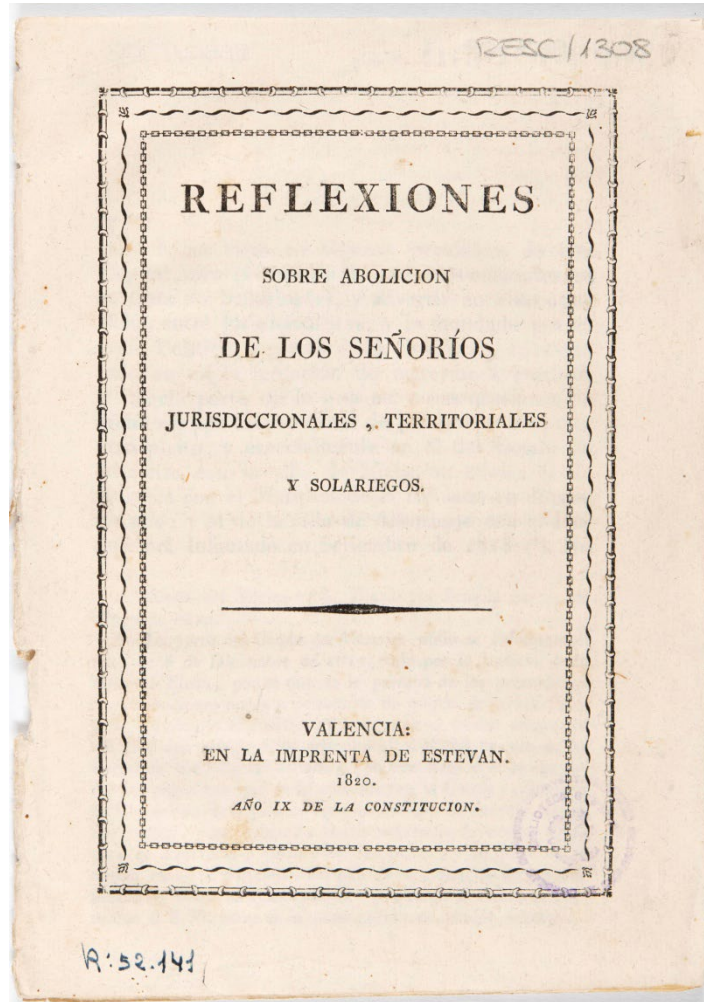 RESC/1308
REFLEXIONES
SOBRE ABOLICION
DE LOS SEÑORÍOS
JURISDICCIONALES, TERRITORIALES
Y SOLARIEGOS.
VALENCIA:
EN LA IMPRENTA DE ESTEVAN.
1820.
AÑO IX DE LA CONSTITUCION.
R:52.141